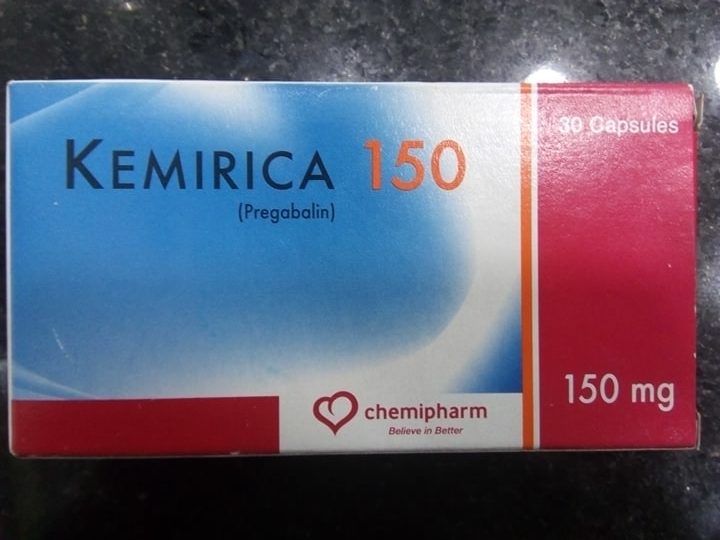 KEMIRICA 150
(Pregabalin)
30 Capsules
150 mg
chemipharm
Believe in Better